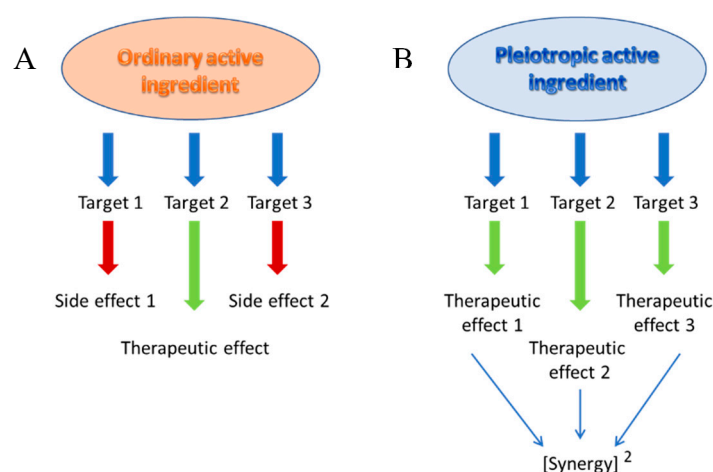 A
Ordinary active
ingredient
Target 1 Target 2 Target 3
Side effect 1 Side effect 2
Therapeutic effect
B
Pleiotropic active
ingredient
Target 1 Target 2 Target 3
Therapeutic
effect 1
Therapeutic
effect 3
Therapeutic
effect 2
[Synergy] 2